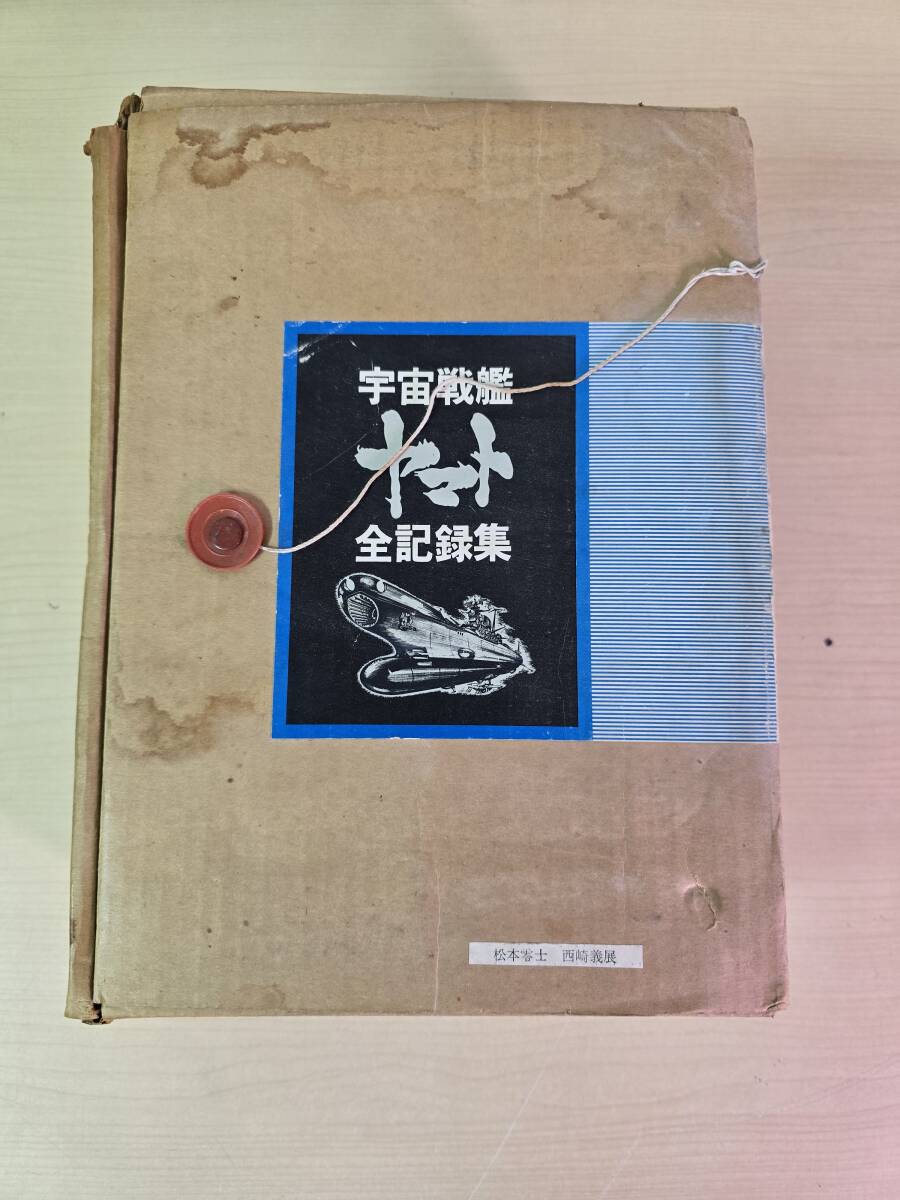 宇宙戦艦
ヤマト
全記録集
松本零士 西崎義展